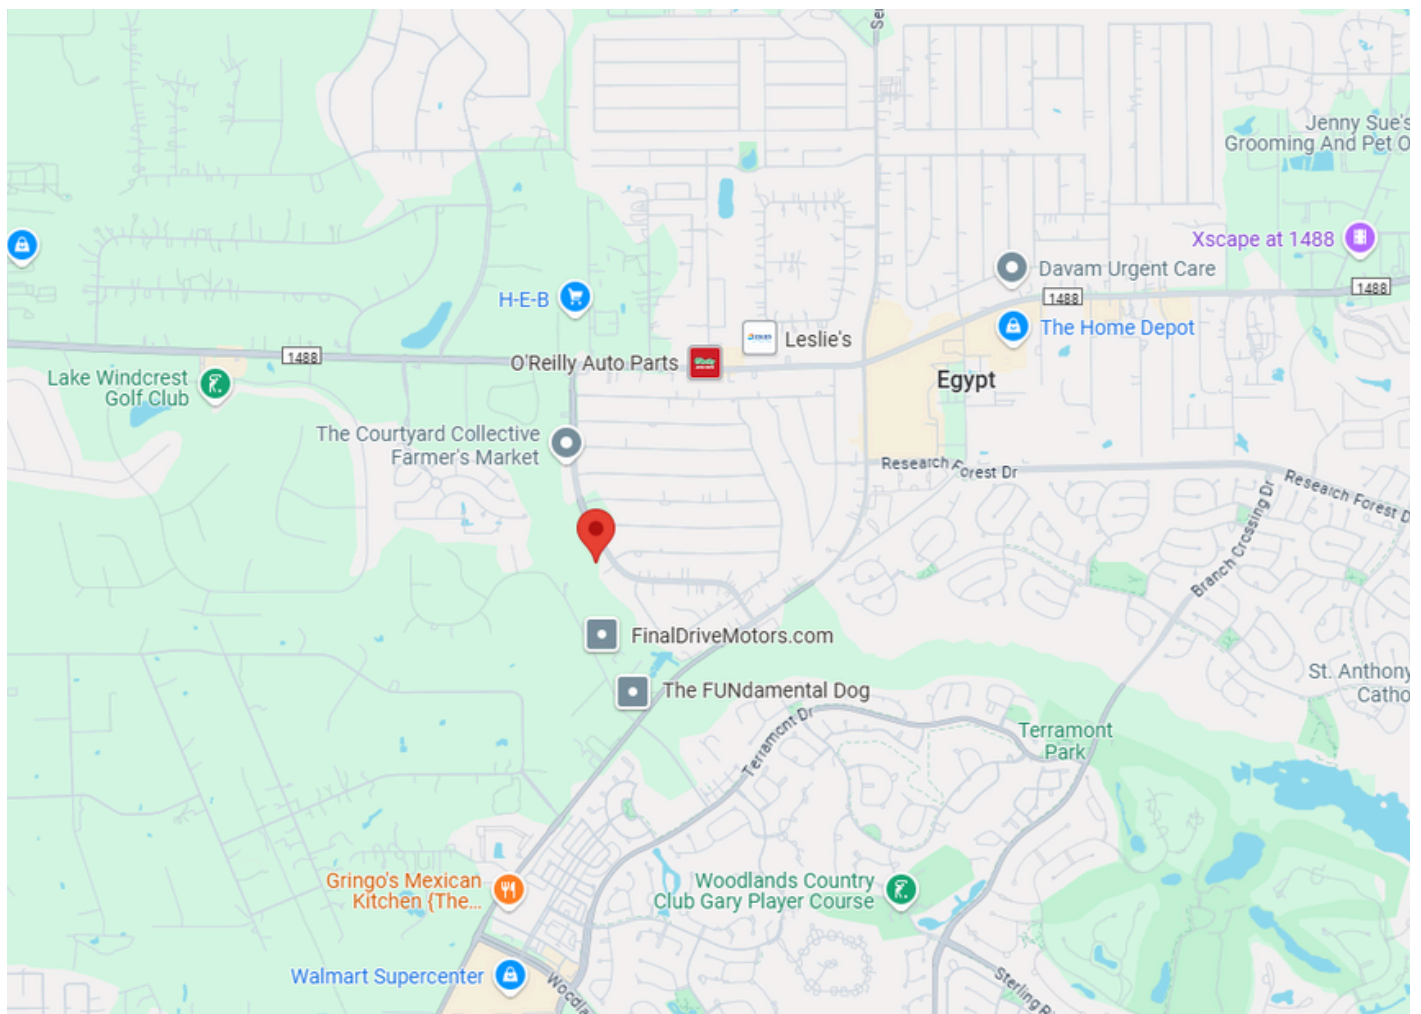 Se
Jenny Sue's
Grooming And Pet O
Xscape at 1488
Davam Urgent Care
1488
1488
H-E-B
The Home Depot
Leslie's
1488
O'Reilly Auto Parts
Lake Windcrest
Golf Club
Egypt
The Courtyard Collective
Farmer's Market
Research Forest Dr
Research Forest D
Branch Crossing Dr
FinalDriveMotors.com
The FUNdamental Dog
St. Anthony
Catho
Terramont Dr
Terramont
Park
Gringo's Mexican
Kitchen {The...
Woodlands Country
Club Gary Player Course
Walmart Supercenter
Woodla
Sterling R